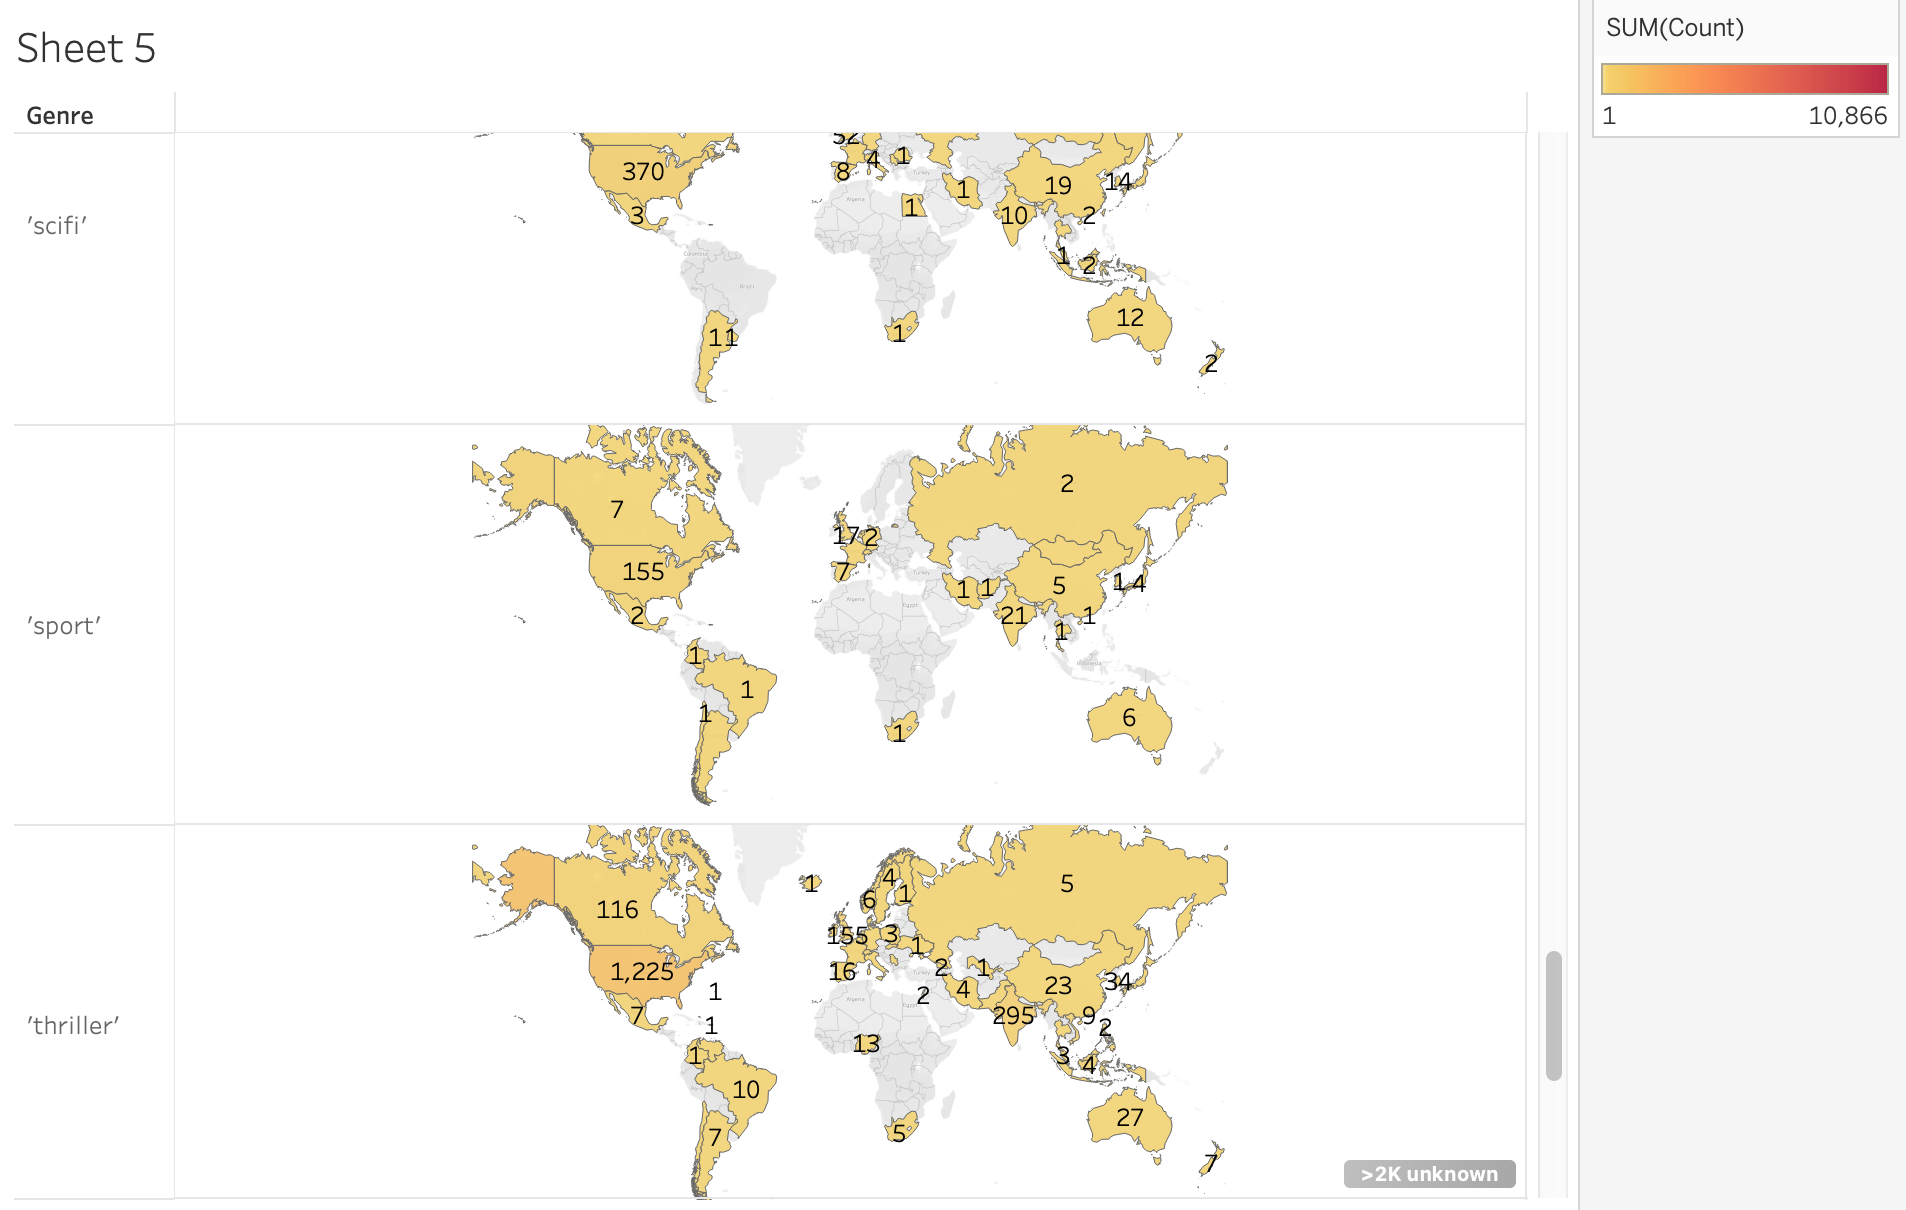 Sheet 5
SUM(Count)
1 10,866
Genre
'scifi'
32
370 8 4 1 1 19 14
3 1 10 2
1 2
11 1 12
2
'sport'
2
7
17 2
155 7 1 1 5 1 4
2 21 1
1
1
1
1 1 6
'thriller'
1 4 5
116 6 1
155 3 1
1,225 16 2 1 23 34
1 2 4
7 1 13 295 9 2
1 3 4
10
7 5 27
7
>2K unknown